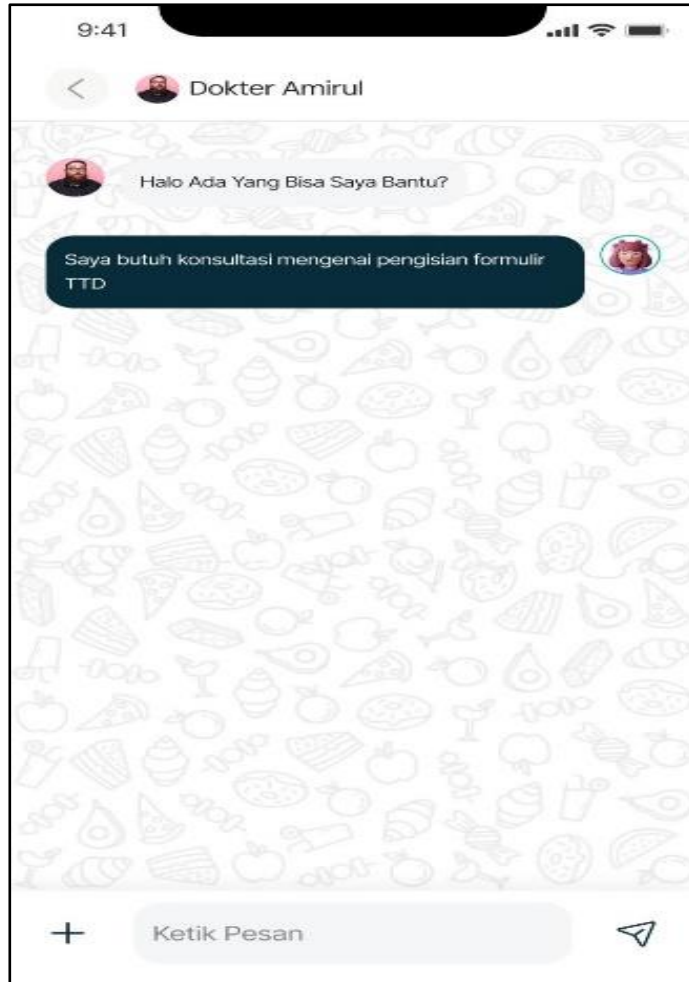 9:41
Dokter Amirul
Halo Ada Yang Bisa Saya Bantu?
Saya butuh konsultasi mengenai pengisian formulir
TTD
Ketik Pesan